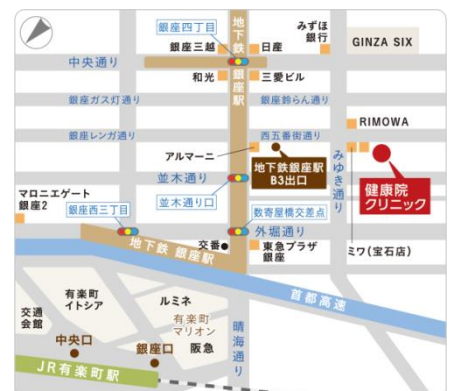 銀座四丁目
地下鉄 銀座駅
みずほ
銀行
銀座三越
日産
GINZA SIX
中央通り
和光
三愛ビル
銀座ガス灯通り
銀座鈴らん通り
RIMOWA
銀座レンガ通り
西五番街通り
アルマーニ
地下鉄銀座駅
B3出口
みゆき通り
健康院
クリニック
並木通り
並木通り口
マロニエゲート
銀座2
銀座西三丁目
数寄屋橋交差点
外堀通り
ミワ(宝石店)
交番
東急プラザ
銀座
地下鉄 銀座駅
首都高速
有楽町
イトシア
ルミネ
交通
会館
有楽町
マリオン
晴海通り
中央口
銀座口
阪急
JR有楽町駅